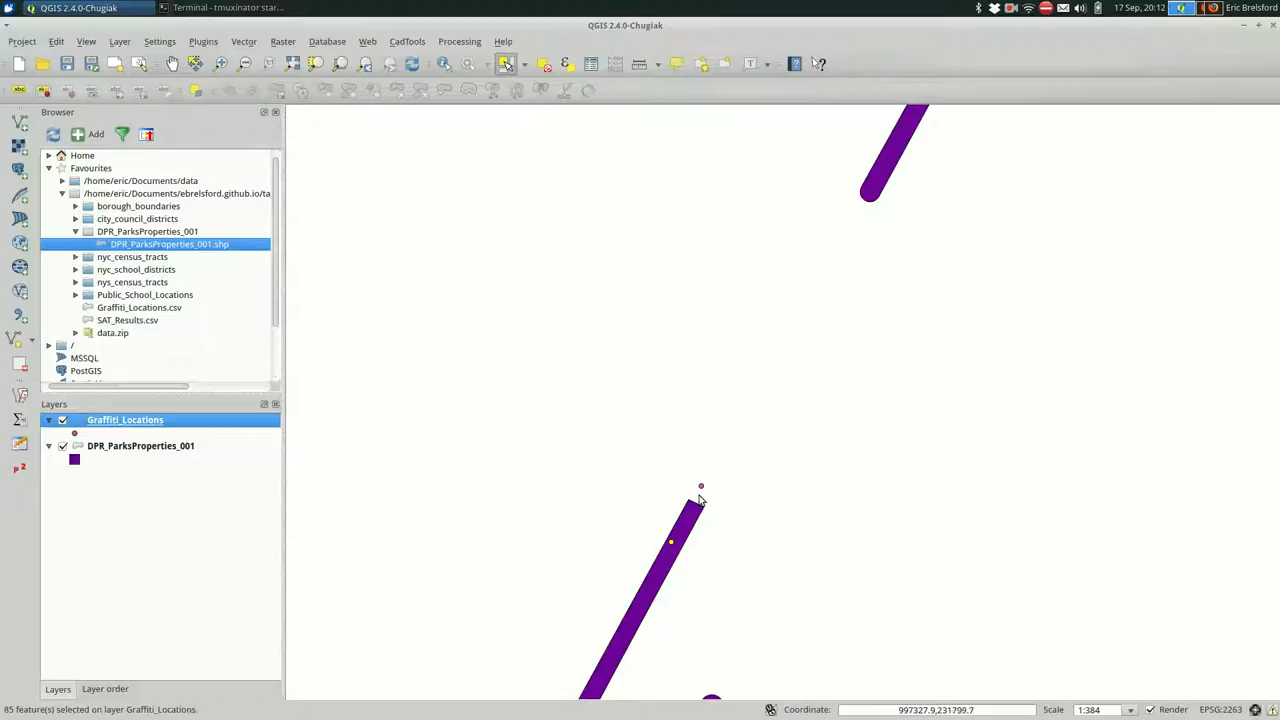 QGIS 2.4.0-Chugiak
Terminal - tmuxinator star...
17 Sep, 20:12
Eric Brelsford
QGIS 2.4.0-Chugiak
Project Edit View Layer Settings Plugins Vector Raster Database Web CadTools Processing Help
Browser
Add
Home
Favourites
/home/eric/Documents/data
/home/eric/Documents/ebrelsford.github.io/ta
borough_boundaries
city_council_districts
DPR_ParksProperties_001
DPR_ParksProperties_001.shp
nyc_census_tracts
nyc_school_districts
nys_census_tracts
Public_School_Locations
Graffiti_Locations.csv
SAT_Results.csv
data.zip
/
MSSQL
PostGIS
Layers
Graffiti_Locations
DPR_ParksProperties_001
Layers Layer order
85 feature(s) selected on layer Graffiti_Locations.
Coordinate: 997327.9,231799.7 Scale 1:384 Render EPSG:2263